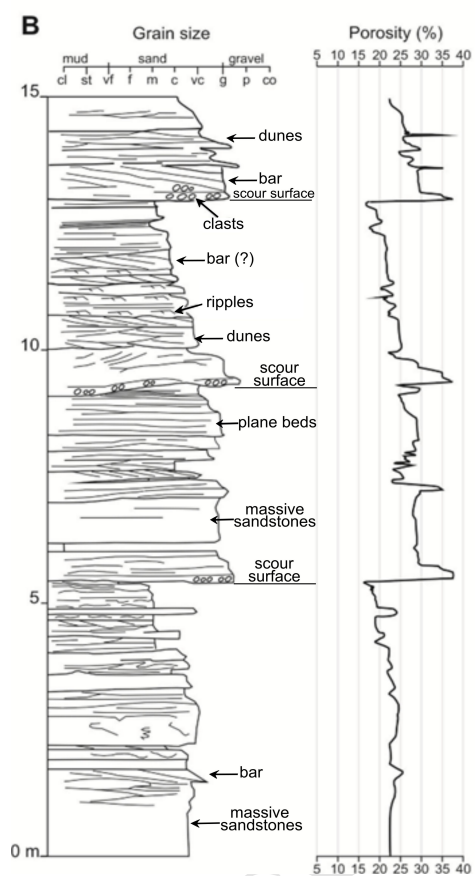 B
Grain size
Porosity (%)
mud sand gravel
cl st vf f m c vc g p co
5 10 15 20 25 30 35 40
15
dunes
bar
scour surface
clasts
bar (?)
ripples
dunes
10
scour
surface
plane beds
massive
sandstones
scour
surface
5
bar
massive
sandstones
0 m
5 10 15 20 25 30 35 40